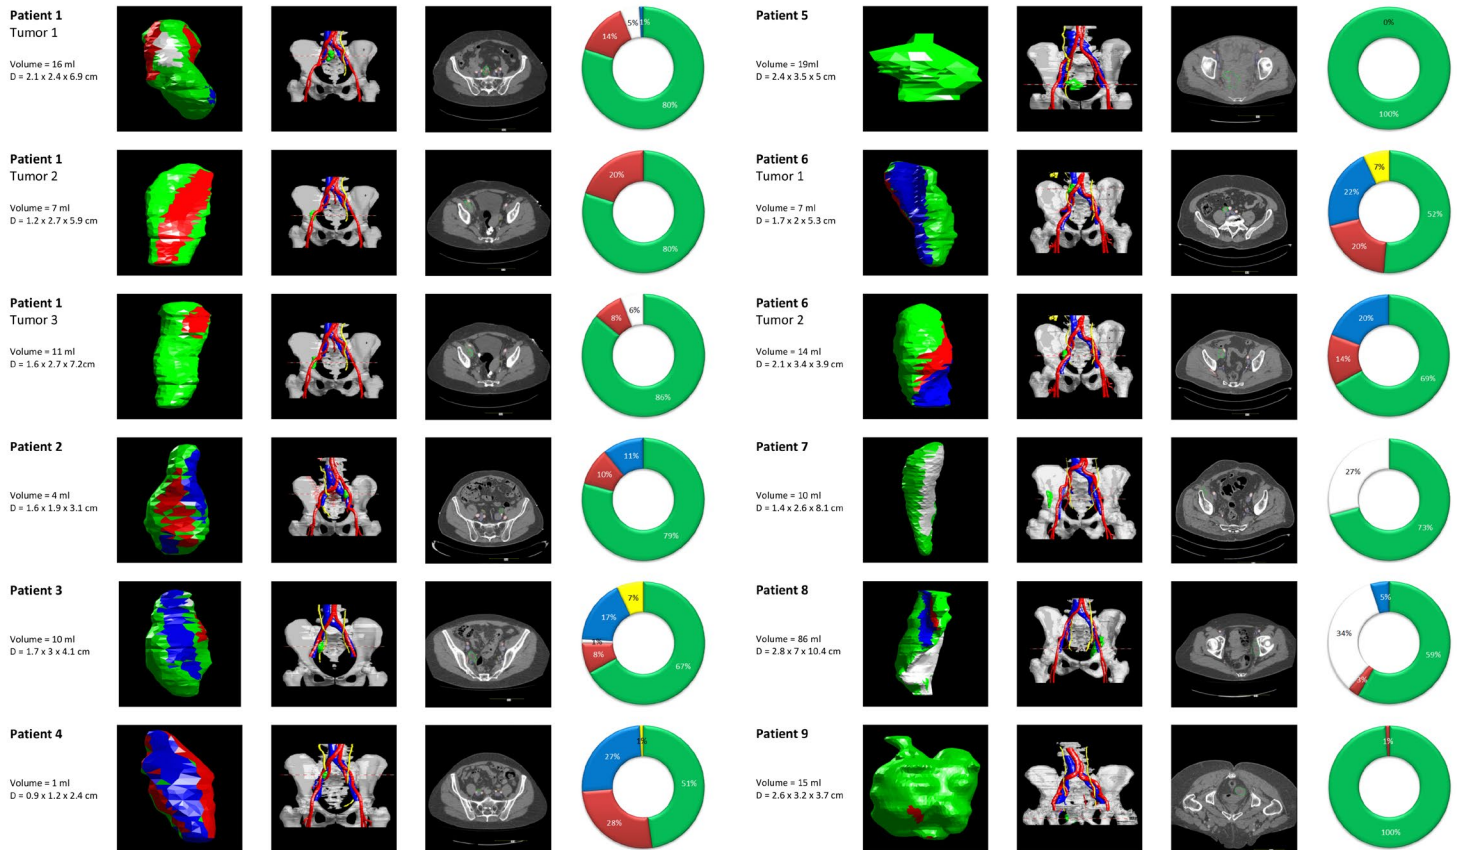 Patient 1
Tumor 1
Volume = 16 ml
D = 2.1 x 2.4 x 6.9 cm
14%
5%
1%
80%
Patient 1
Tumor 2
Volume = 7 ml
D = 1.2 x 2.7 x 5.9 cm
20%
80%
Patient 1
Tumor 3
Volume = 11 ml
D = 1.6 x 2.7 x 7.2cm
8%
6%
86%
Patient 2
Volume = 4 ml
D = 1.6 x 1.9 x 3.1 cm
10%
11%
79%
Patient 3
Volume = 10 ml
D = 1.7 x 3 x 4.1 cm
7%
17%
1%
8%
67%
Patient 4
Volume = 1 ml
D = 0.9 x 1.2 x 2.4 cm
1%
27%
51%
28%
Patient 5
Volume = 19ml
D = 2.4 x 3.5 x 5 cm
0%
100%
Patient 6
Tumor 1
Volume = 7 ml
D = 1.7 x 2 x 5.3 cm
7%
22%
52%
20%
Patient 6
Tumor 2
Volume = 14 ml
D = 2.1 x 3.4 x 3.9 cm
20%
14%
69%
Patient 7
Volume = 10 ml
D = 1.4 x 2.6 x 8.1 cm
27%
73%
Patient 8
Volume = 86 ml
D = 2.8 x 7 x 10.4 cm
5%
34%
59%
3%
Patient 9
Volume = 15 ml
D = 2.6 x 3.2 x 3.7 cm
1%
100%